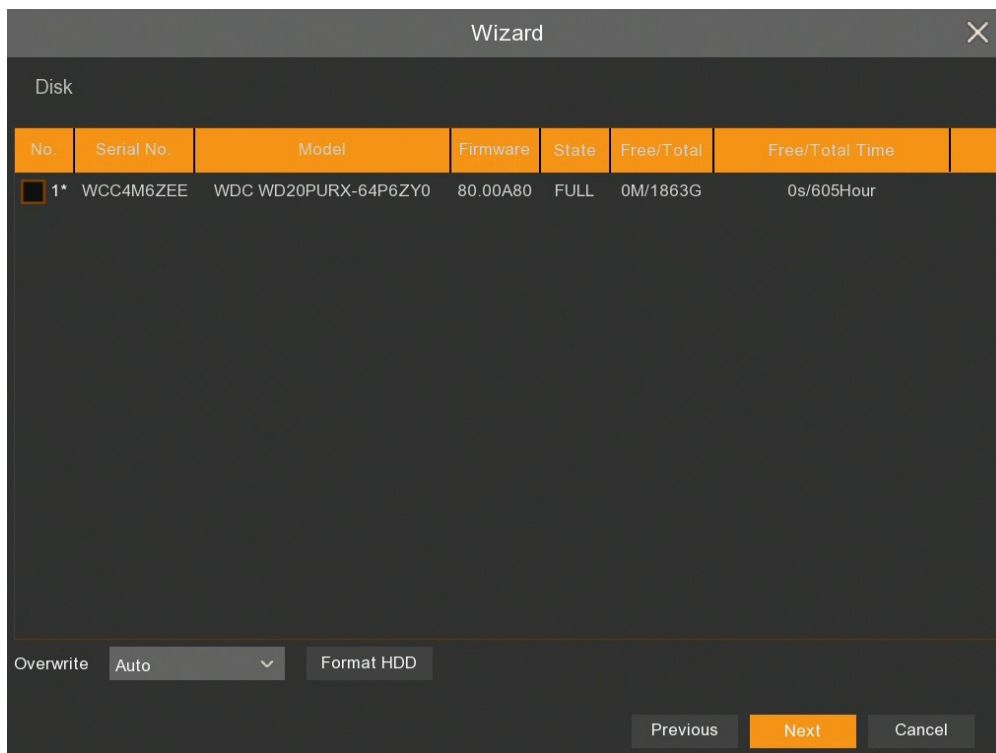 Wizard
Disk
No. Serial No. Model Firmware State Free/Total Free/Total Time
1* WCC4M6ZEE WDC WD20PURX-64P6ZY0 80.00A80 FULL 0M/1863G 0s/605Hour
Overwrite Auto Format HDD
Previous Next Cancel